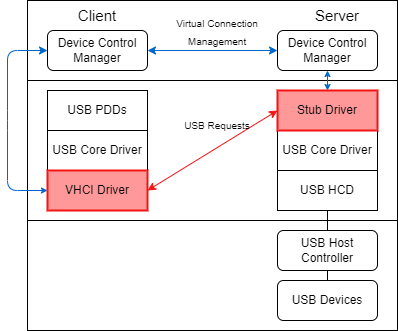 Client
Server
Virtual Connection
Management
Device Control
Manager
Device Control
Manager
USB PDDs
Stub Driver
USB Requests
USB Core Driver
USB Core Driver
VHCI Driver
USB HCD
USB Host
Controller
USB Devices